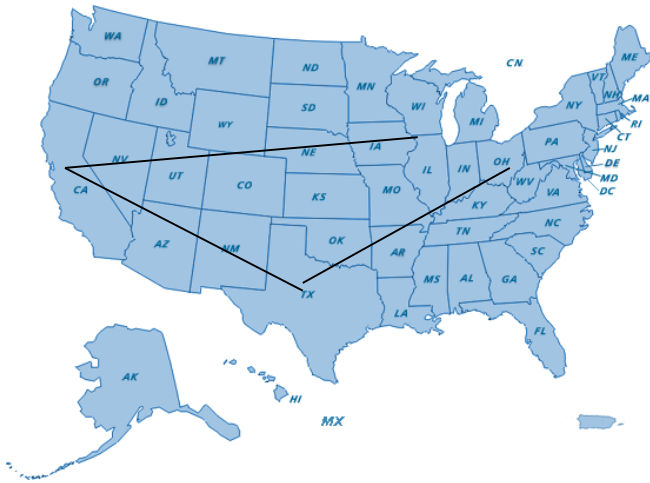 WA
ME
MT
ND
VT
CN
OR
MN
NH
MA
ID
SD
WI
NY
MI
RI
WY
CT
PA
NJ
IA
NE
NV
OH
DE
IL
IN
UT
MD
WV
CO
CA
MO
VA
DC
KS
KY
NC
TN
OK
AZ
NM
AR
SC
MS
AL
GA
TX
LA
FL
AK
HI
MX